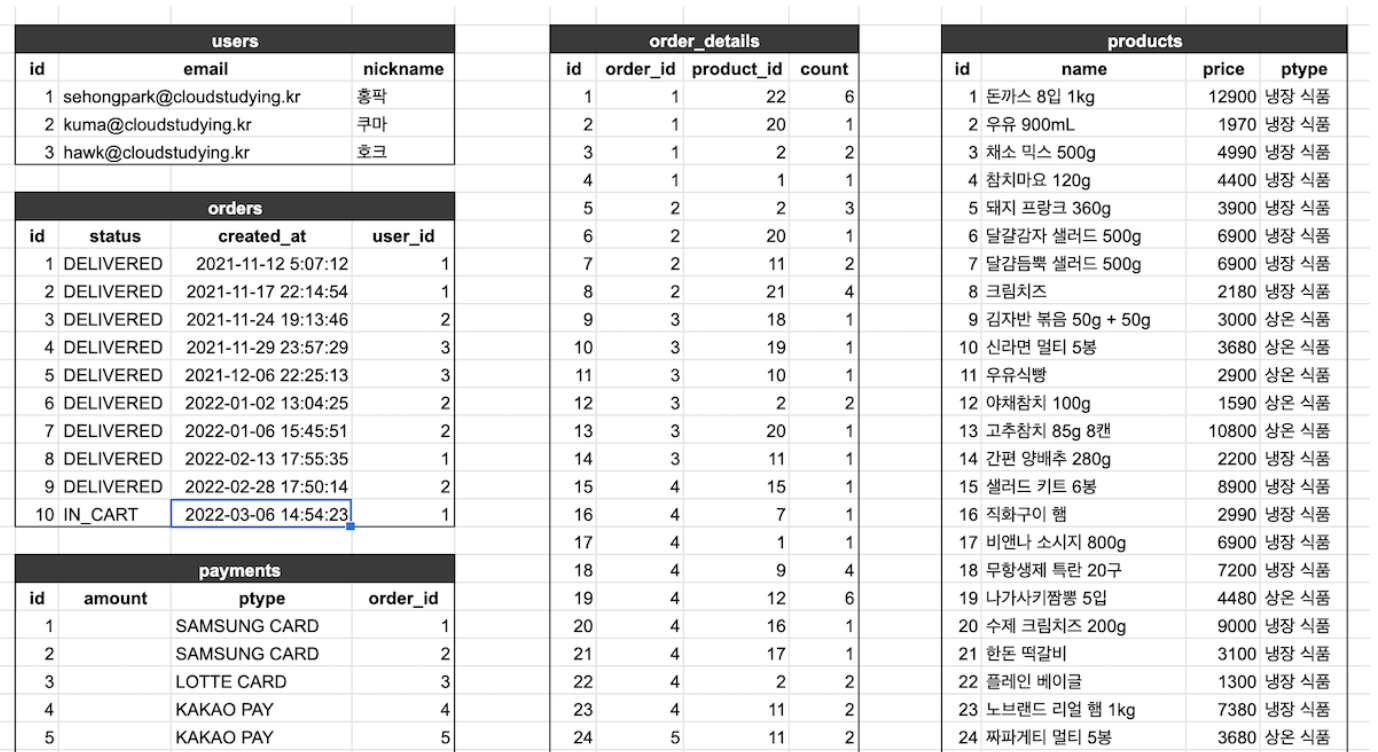 users
id email nickname
1 sehongpark@cloudstudying.kr 홍팍
2 kuma@cloudstudying.kr 쿠마
3 hawk@cloudstudying.kr 호크
orders
id status created_at user_id
1 DELIVERED 2021-11-12 5:07:12 1
2 DELIVERED 2021-11-17 22:14:54 1
3 DELIVERED 2021-11-24 19:13:46 2
4 DELIVERED 2021-11-29 23:57:29 3
5 DELIVERED 2021-12-06 22:25:13 3
6 DELIVERED 2022-01-02 13:04:25 2
7 DELIVERED 2022-01-06 15:45:51 2
8 DELIVERED 2022-02-13 17:55:35 1
9 DELIVERED 2022-02-28 17:50:14 2
10 IN_CART 2022-03-06 14:54:23 1
payments
id amount ptype order_id
1 SAMSUNG CARD 1
2 SAMSUNG CARD 2
3 LOTTE CARD 3
4 KAKAO PAY 4
5 KAKAO PAY 5
order_details
id order_id product_id count
1 1 22 6
2 1 20 1
3 1 2 2
4 1 1 1
5 2 2 3
6 2 20 1
7 2 11 2
8 2 21 4
9 3 18 1
10 3 19 1
11 3 10 1
12 3 2 2
13 3 20 1
14 3 11 1
15 4 15 1
16 4 7 1
17 4 1 1
18 4 9 4
19 4 12 6
20 4 16 1
21 4 17 1
22 4 2 2
23 4 11 2
24 5 11 2
products
id name price ptype
1 돈까스 8입 1kg 12900 냉장 식품
2 우유 900mL 1970 냉장 식품
3 채소 믹스 500g 4990 냉장 식품
4 참치마요 120g 4400 냉장 식품
5 돼지 프랑크 360g 3900 냉장 식품
6 달걀감자 샐러드 500g 6900 냉장 식품
7 달걈듬뿍 샐러드 500g 6900 냉장 식품
8 크림치즈 2180 냉장 식품
9 김자반 볶음 50g + 50g 3000 상온 식품
10 신라면 멀티 5봉 3680 상온 식품
11 우유식빵 2900 상온 식품
12 야채참치 100g 1590 상온 식품
13 고추참치 85g 8캔 10800 상온 식품
14 간편 양배추 280g 2200 냉장 식품
15 샐러드 키트 6봉 8900 냉장 식품
16 직화구이 햄 2990 냉장 식품
17 비앤나 소시지 800g 6900 냉장 식품
18 무항생제 특란 20구 7200 냉장 식품
19 나가사키짬뽕 5입 4480 상온 식품
20 수제 크림치즈 200g 9000 냉장 식품
21 한돈 떡갈비 3100 냉장 식품
22 플레인 베이글 1300 냉장 식품
23 노브랜드 리얼 햄 1kg 7380 냉장 식품
24 짜파게티 멀티 5봉 3680 상온 식품